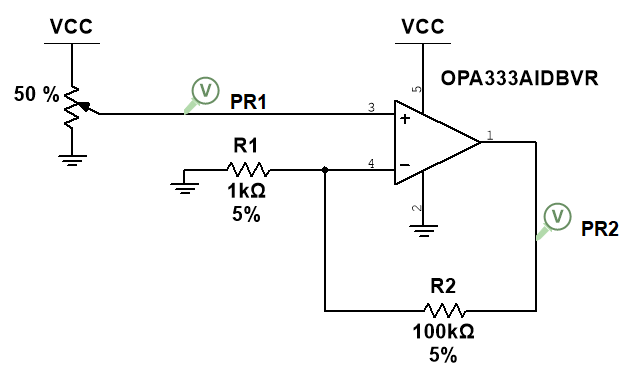 VCC
VCC
OPA333AIDBVR
50 %
V
PR1
5
3
+
1
R1
4
−
1kΩ
5%
2
V
PR2
R2
100kΩ
5%